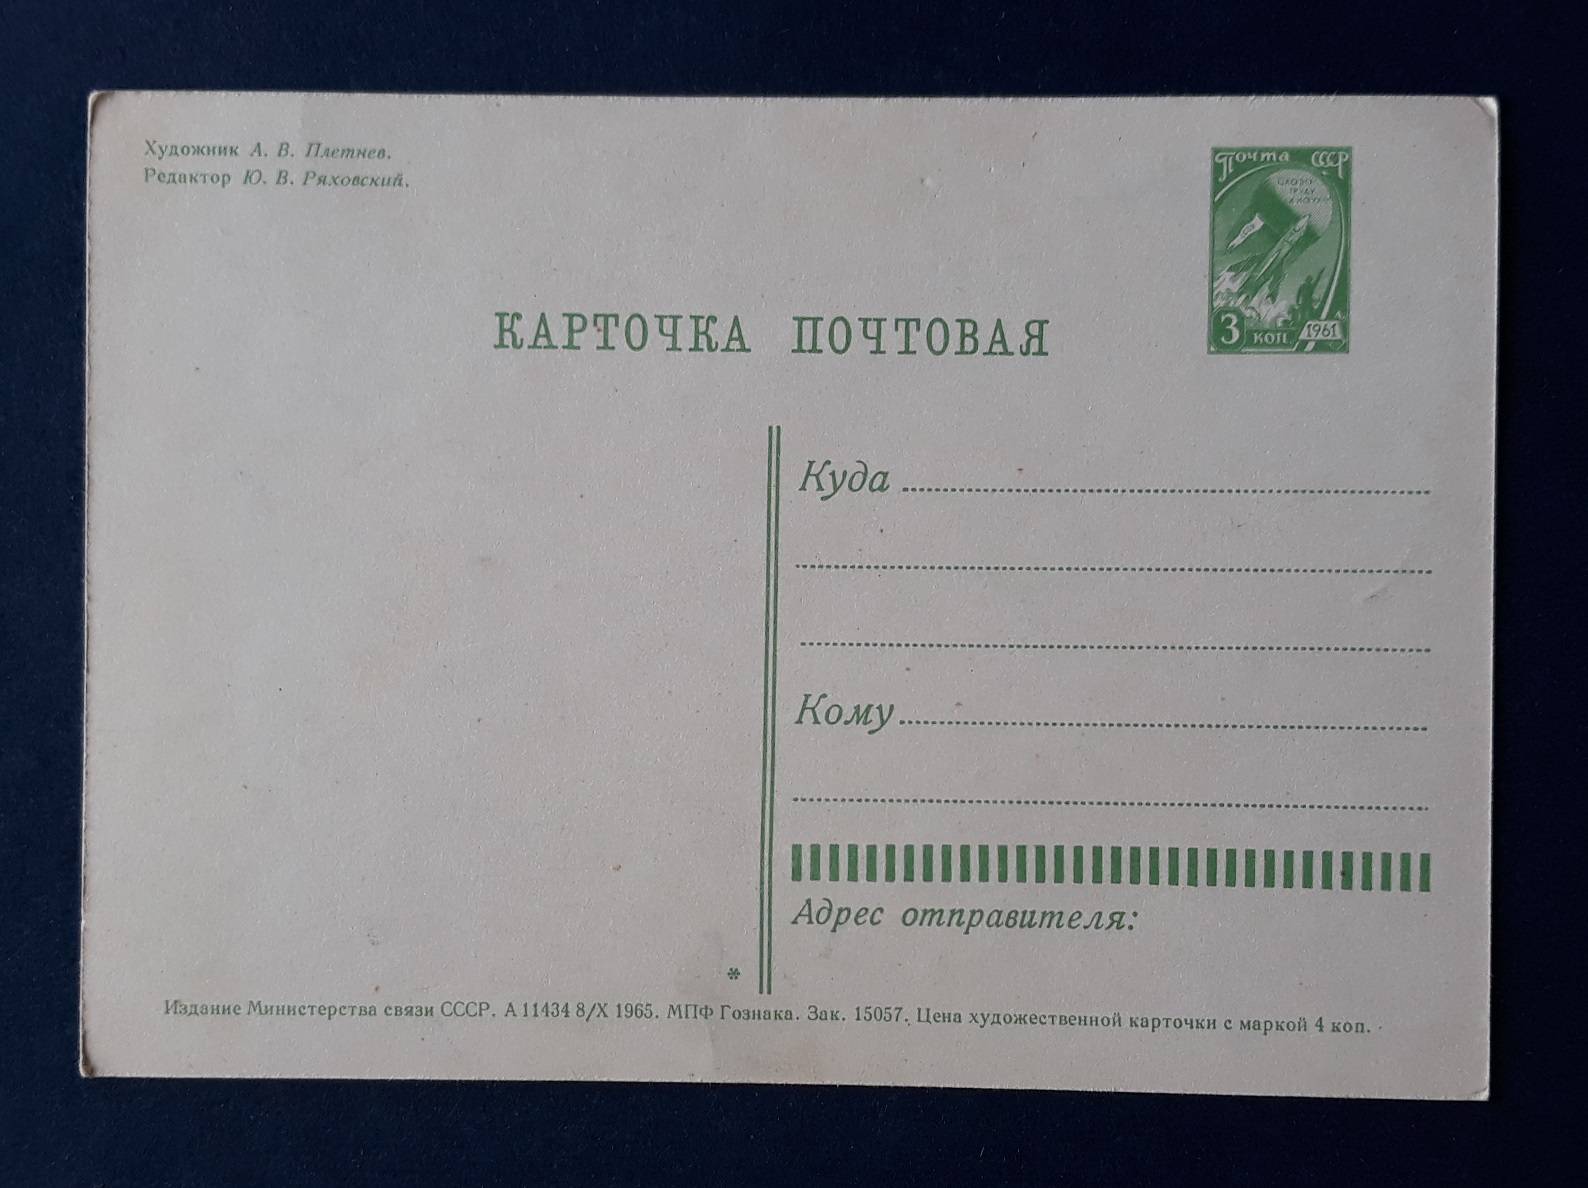 Художник А. В. Плетнев.
Редактор Ю. В. Ряховский.
Почта СССР
3 коп. 1961
КАРТОЧКА ПОЧТОВАЯ
Куда
Кому
Адрес отправителя:
*
Издание Министерства связи СССР. А 11434 8/X 1965. МПФ Гознака. Зак. 15057. Цена художественной карточки с маркой 4 коп.